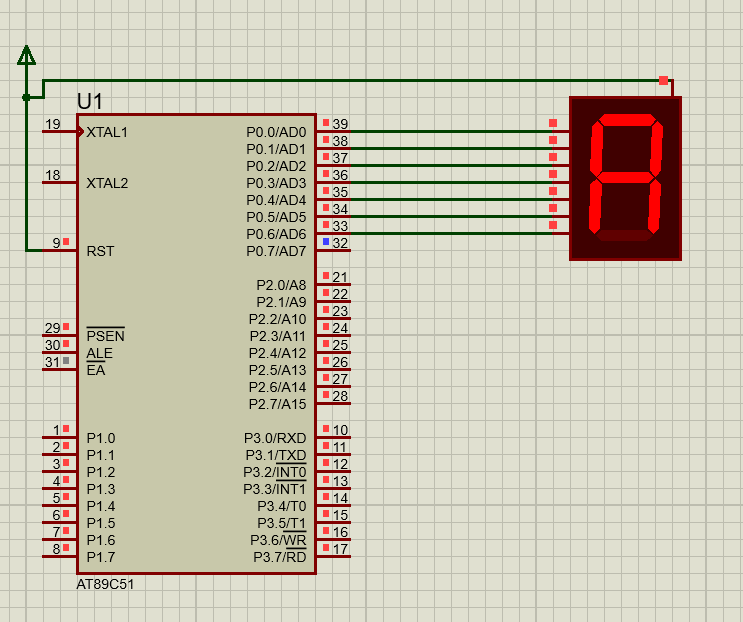 U1
19 XTAL1 P0.0/AD0 39
P0.1/AD1 38
P0.2/AD2 37
18 XTAL2 P0.3/AD3 36
P0.4/AD4 35
P0.5/AD5 34
P0.6/AD6 33
9 RST P0.7/AD7 32
P2.0/A8 21
P2.1/A9 22
P2.2/A10 23
29 PSEN P2.3/A11 24
30 ALE P2.4/A12 25
31 EA P2.5/A13 26
P2.6/A14 27
P2.7/A15 28
1 P1.0 P3.0/RXD 10
2 P1.1 P3.1/TXD 11
3 P1.2 P3.2/INT0 12
4 P1.3 P3.3/INT1 13
5 P1.4 P3.4/T0 14
6 P1.5 P3.5/T1 15
7 P1.6 P3.6/WR 16
8 P1.7 P3.7/RD 17
AT89C51
A